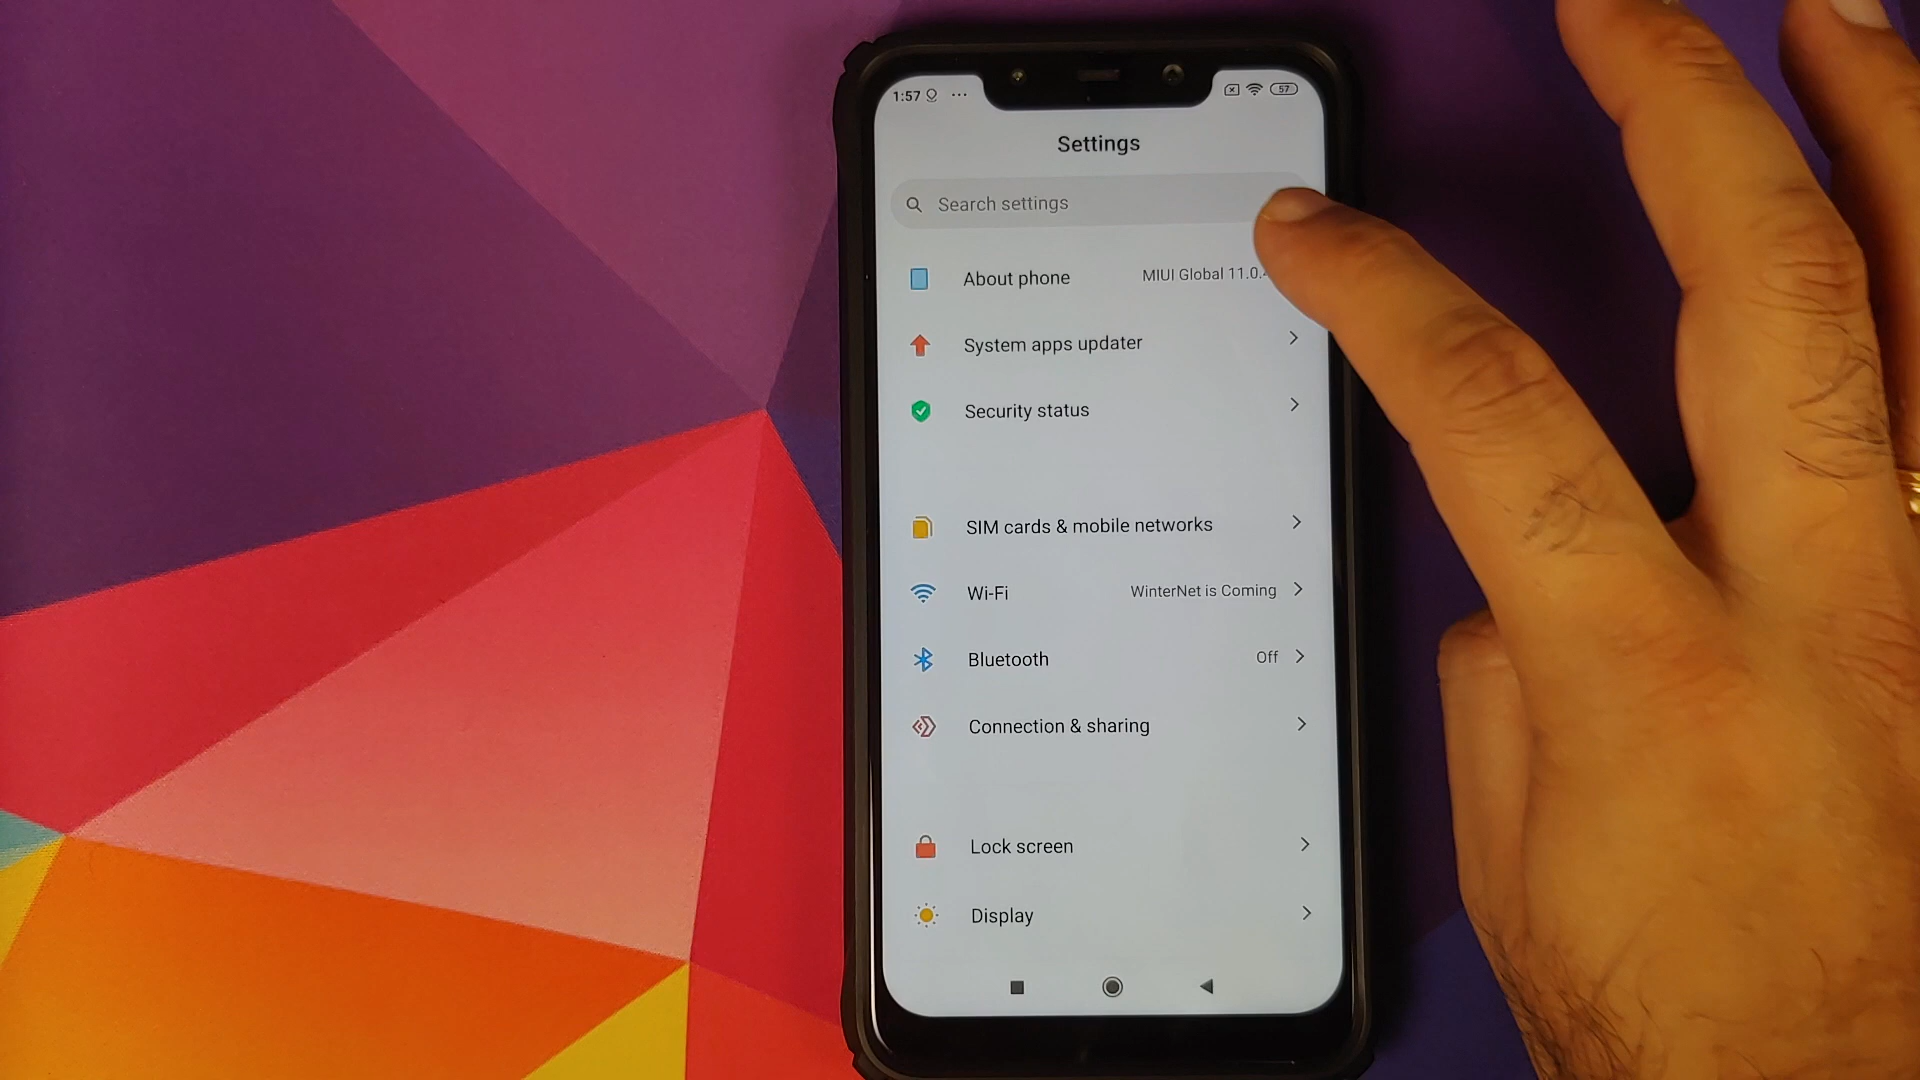 1:57 ... 57
Settings
Search settings
About phone MIUI Global 11.0.
System apps updater
Security status
SIM cards & mobile networks
Wi-Fi WinterNet is Coming
Bluetooth Off
Connection & sharing
Lock screen
Display